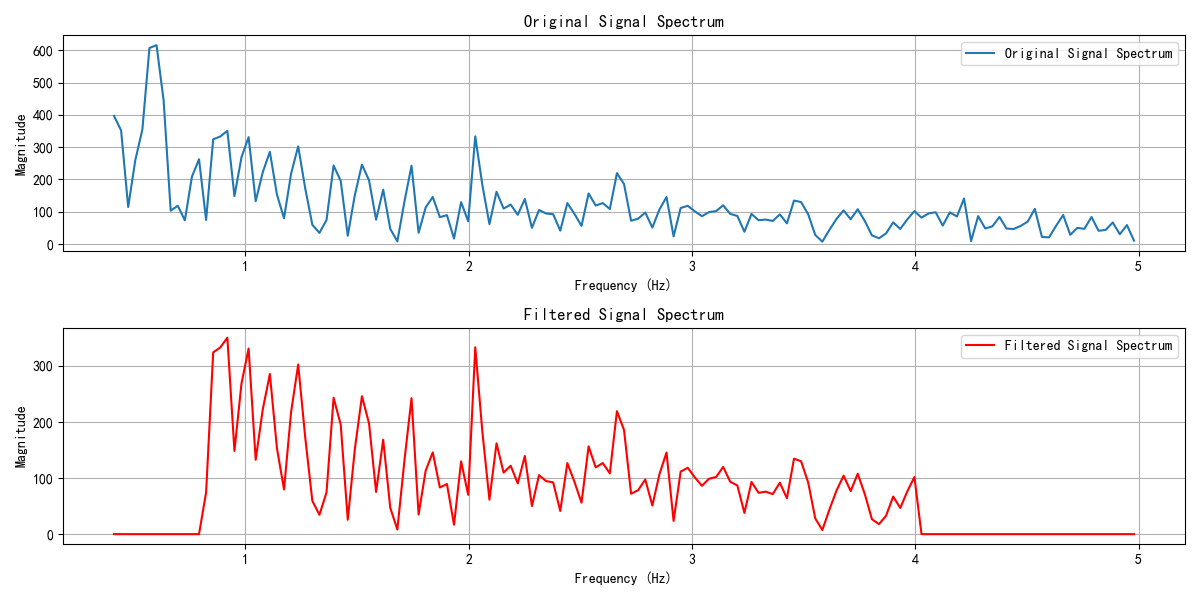 Original Signal Spectrum
600
500
400
300
200
100
0
Magnitude
Original Signal Spectrum
1
2
3
4
5
Frequency (Hz)
Filtered Signal Spectrum
300
200
100
0
Magnitude
Filtered Signal Spectrum
1
2
3
4
5
Frequency (Hz)